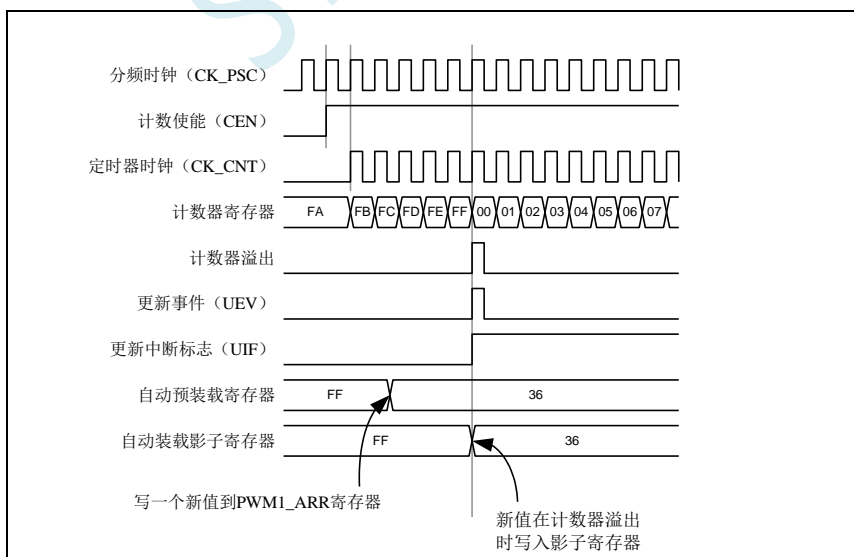 分频时钟（CK_PSC）
计数使能（CEN）
定时器时钟（CK_CNT）
计数器寄存器 FA FB FC FD FE FF 00 01 02 03 04 05 06 07
计数器溢出
更新事件（UEV）
更新中断标志（UIF）
自动预装载寄存器 FF 36
自动装载影子寄存器 FF 36
写一个新值到PWM1_ARR寄存器
新值在计数器溢出
时写入影子寄存器